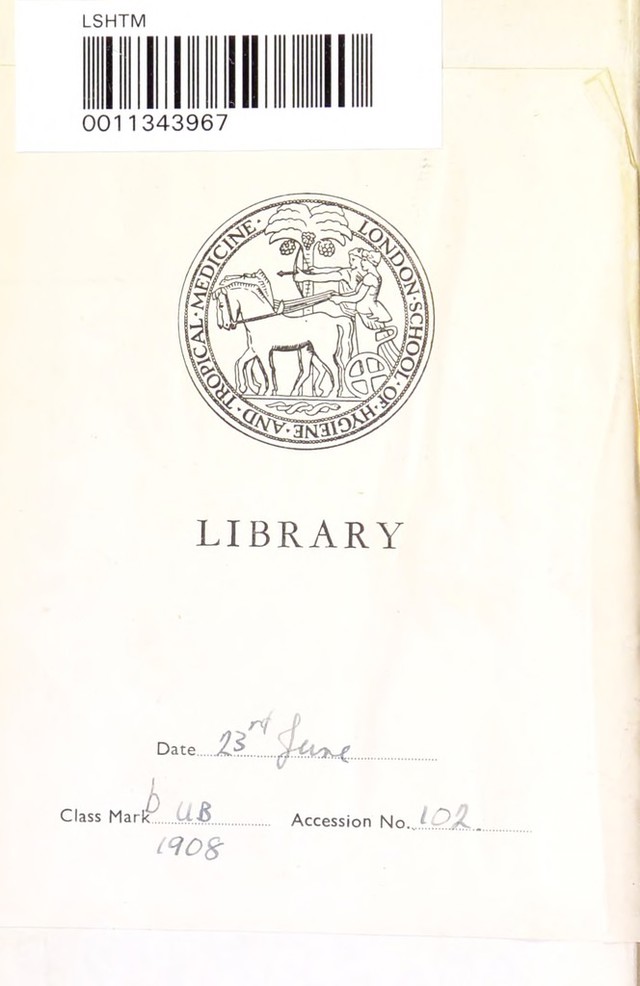 LSHTM
0011343967
LONDON·SCHOOL·OF·HYGIENE·AND·TROPICAL·MEDICINE·
LIBRARY
Date 23rd June
Class Mark b UB Accession No. 102
1908